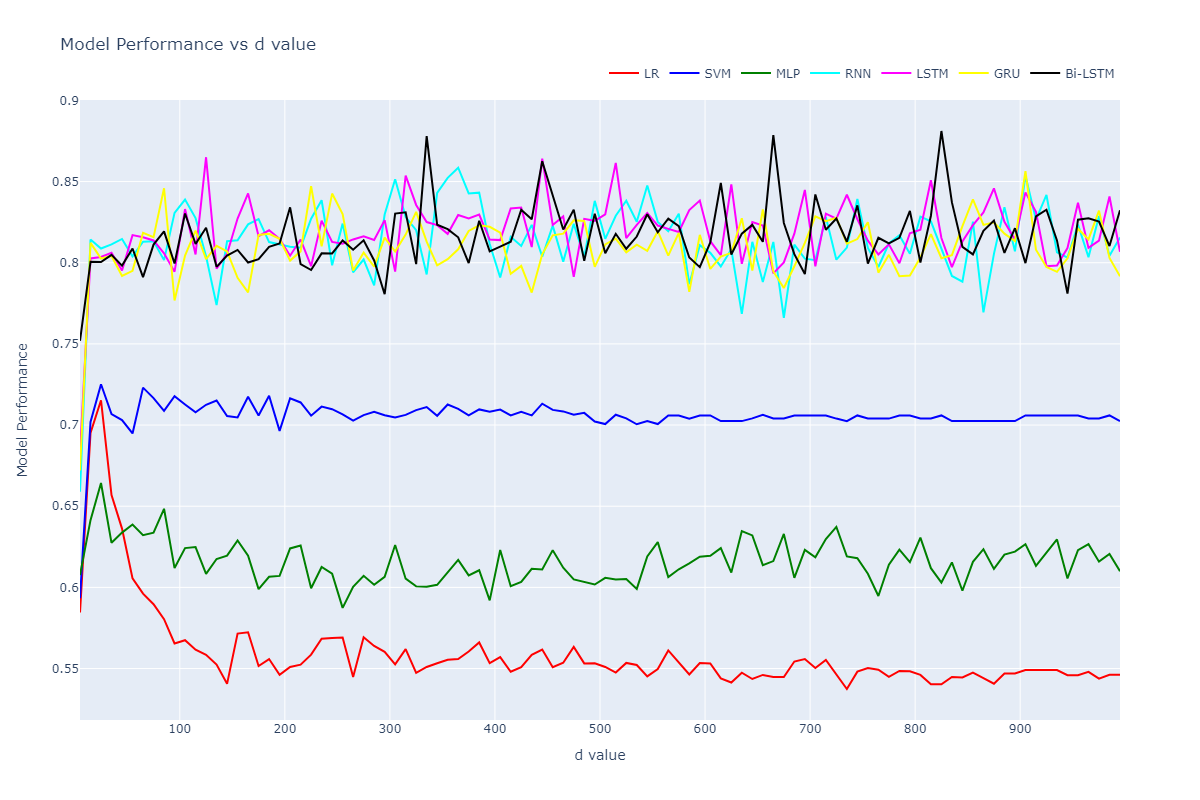 Model Performance vs d value
LR SVM MLP RNN LSTM GRU Bi-LSTM
0.9
0.85
0.8
0.75
0.7
0.65
0.6
0.55
Model Performance
100 200 300 400 500 600 700 800 900
d value